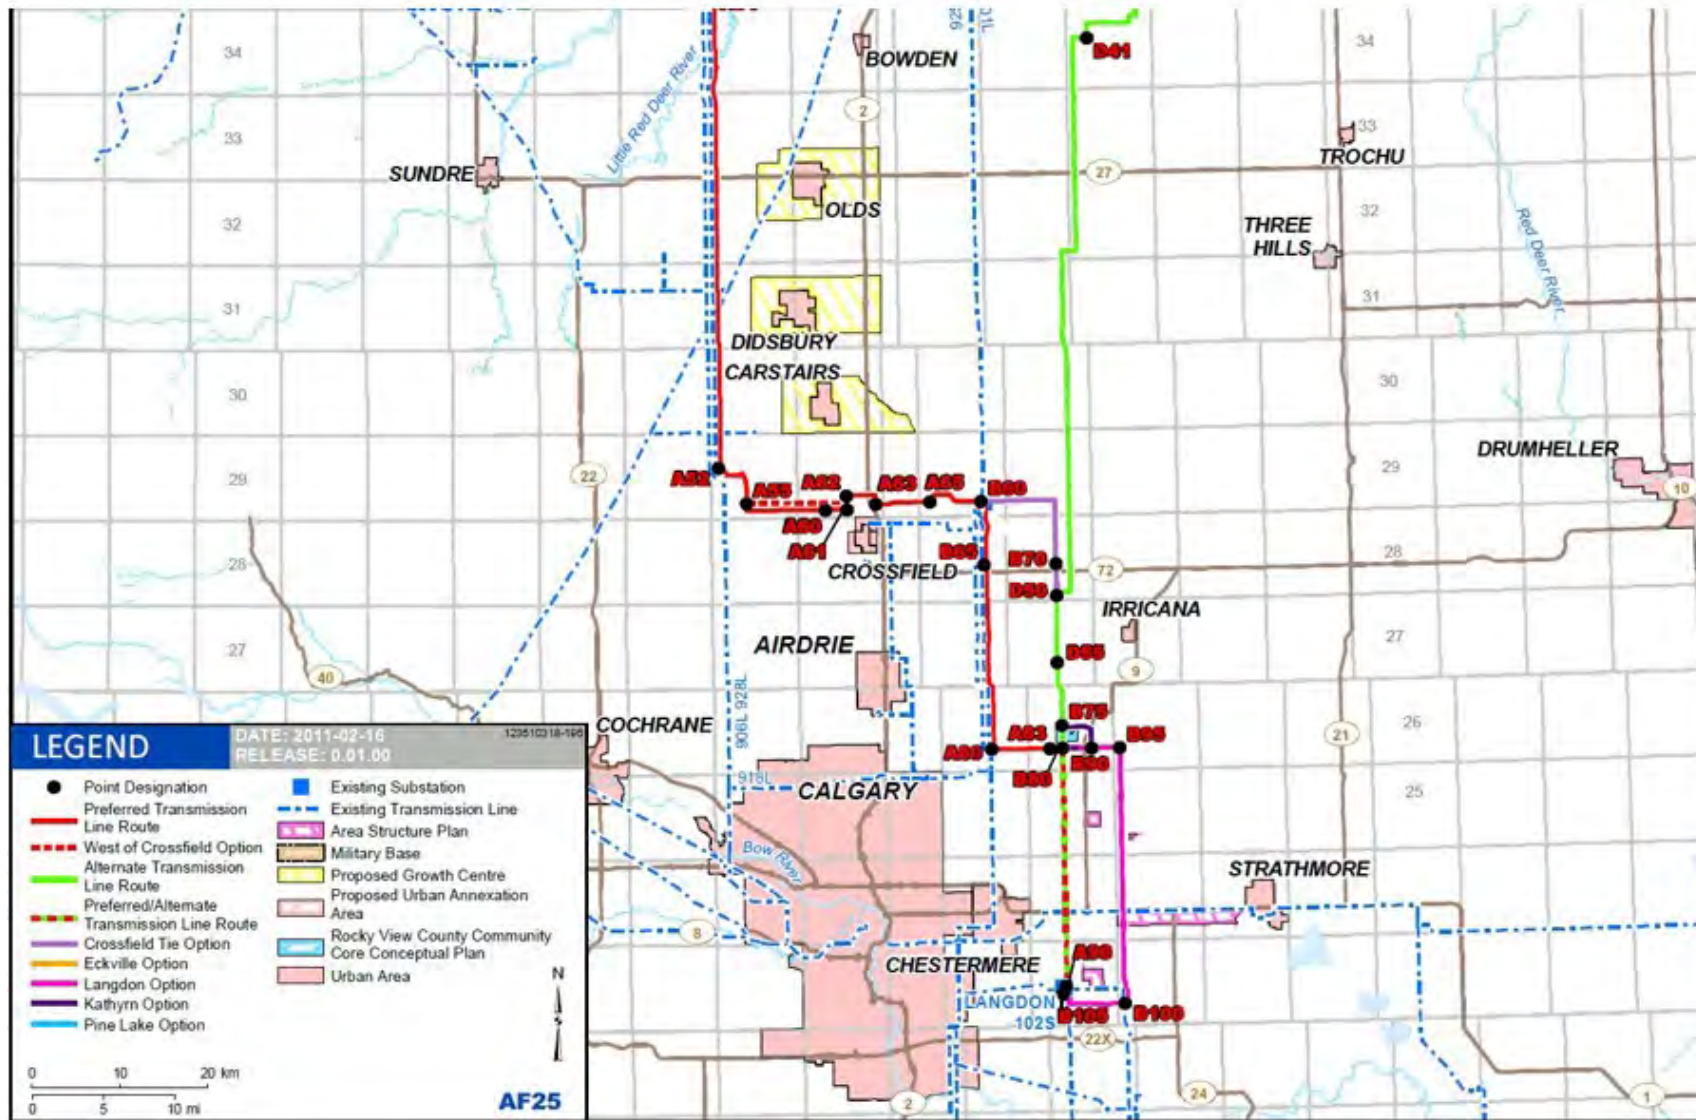 34
BOWDEN
925L
901L
D41
34
2
33
Little Red Deer River
33
TROCHU
SUNDRE
27
OLDS
32
32
THREE
HILLS
Red Deer River
31
31
DIDSBURY
CARSTAIRS
30
30
DRUMHELLER
29
22
A52
A55
A62
A63
A65
B60
29
10
A60
A61
28
B65
B70
28
CROSSFIELD
72
D50
IRRICANA
27
AIRDRIE
27
D55
9
40
906L 928L
B75
26
21
COCHRANE
A80
A83
B95
B80
B90
918L
CALGARY
25
Bow River
STRATHMORE
8
CHESTERMERE
A90
LANGDON
102S
B105
B100
22X
24
2
1
LEGEND
DATE: 2011-02-16
RELEASE: 0.01.00
Point Designation
Preferred Transmission
Line Route
West of Crossfield Option
Alternate Transmission
Line Route
Preferred/Alternate
Transmission Line Route
Crossfield Tie Option
Eckville Option
Langdon Option
Kathyrn Option
Pine Lake Option
Existing Substation
Existing Transmission Line
Area Structure Plan
Military Base
Proposed Growth Centre
Proposed Urban Annexation
Area
Rocky View County Community
Core Conceptual Plan
Urban Area
N
0 10 20 km
0 5 10 mi
AF25